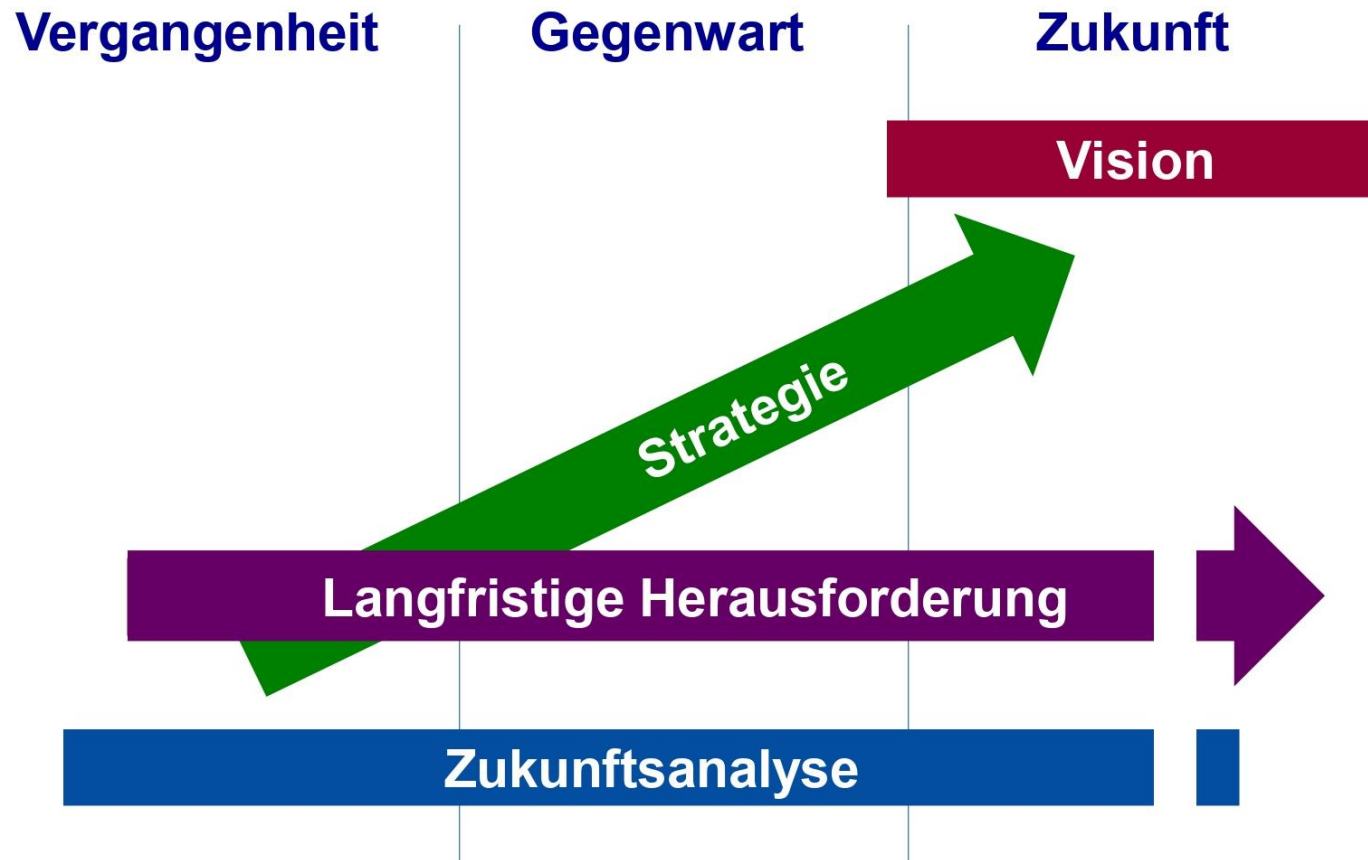 Vergangenheit Gegenwart Zukunft
Vision
Strategie
Langfristige Herausforderung
Zukunftsanalyse